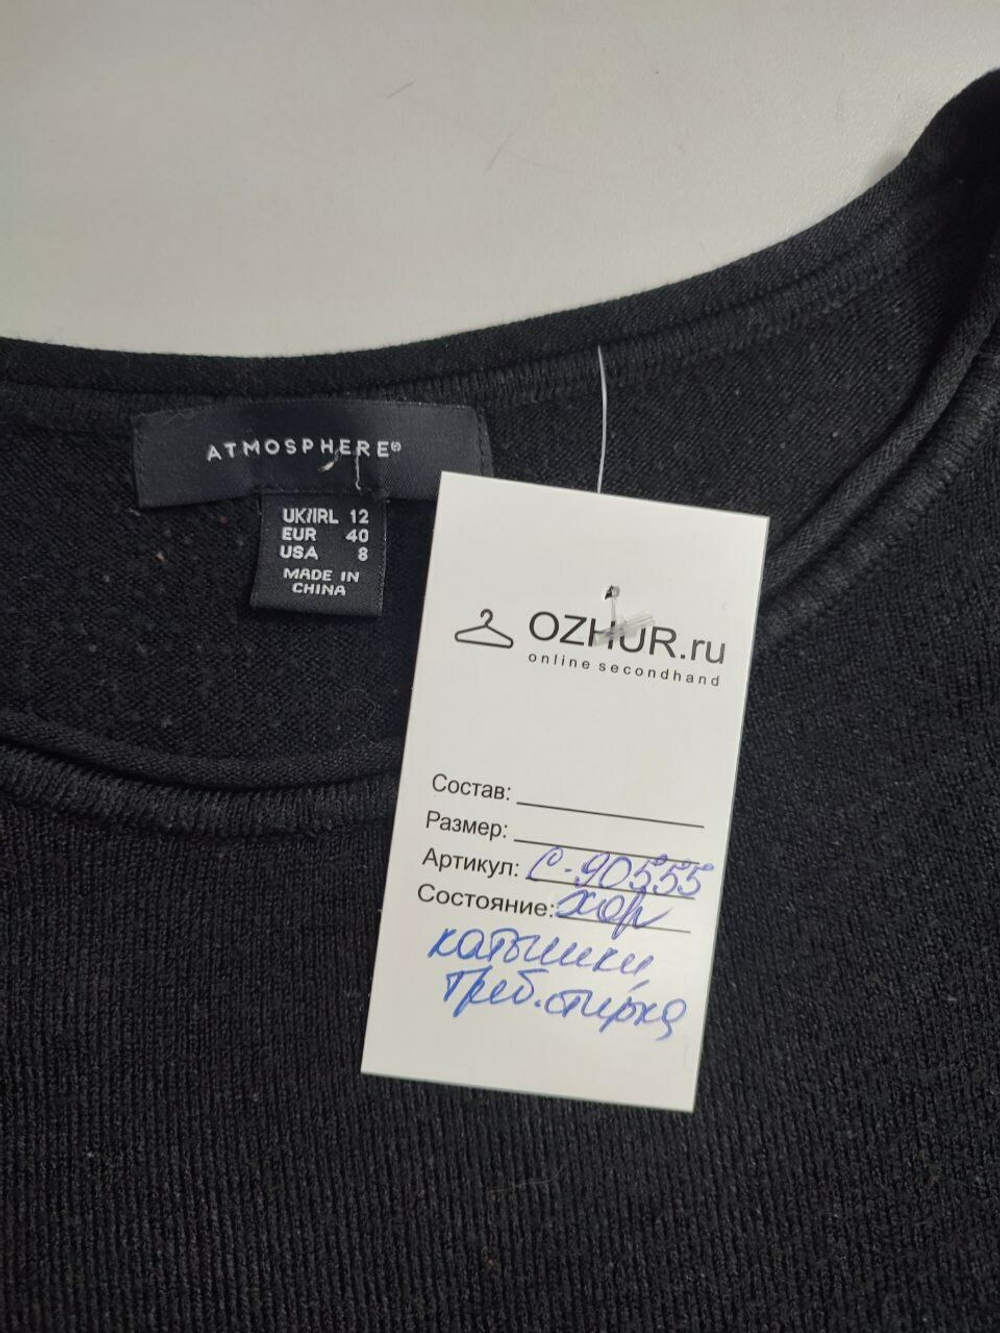 ATMOSPHERE®
UK/IRL 12
EUR 40
USA 8
MADE IN
CHINA
OZHUR.ru
online secondhand
Состав:
Размер:
Артикул: С-90555
Состояние: хор
катышки,
треб. стирка